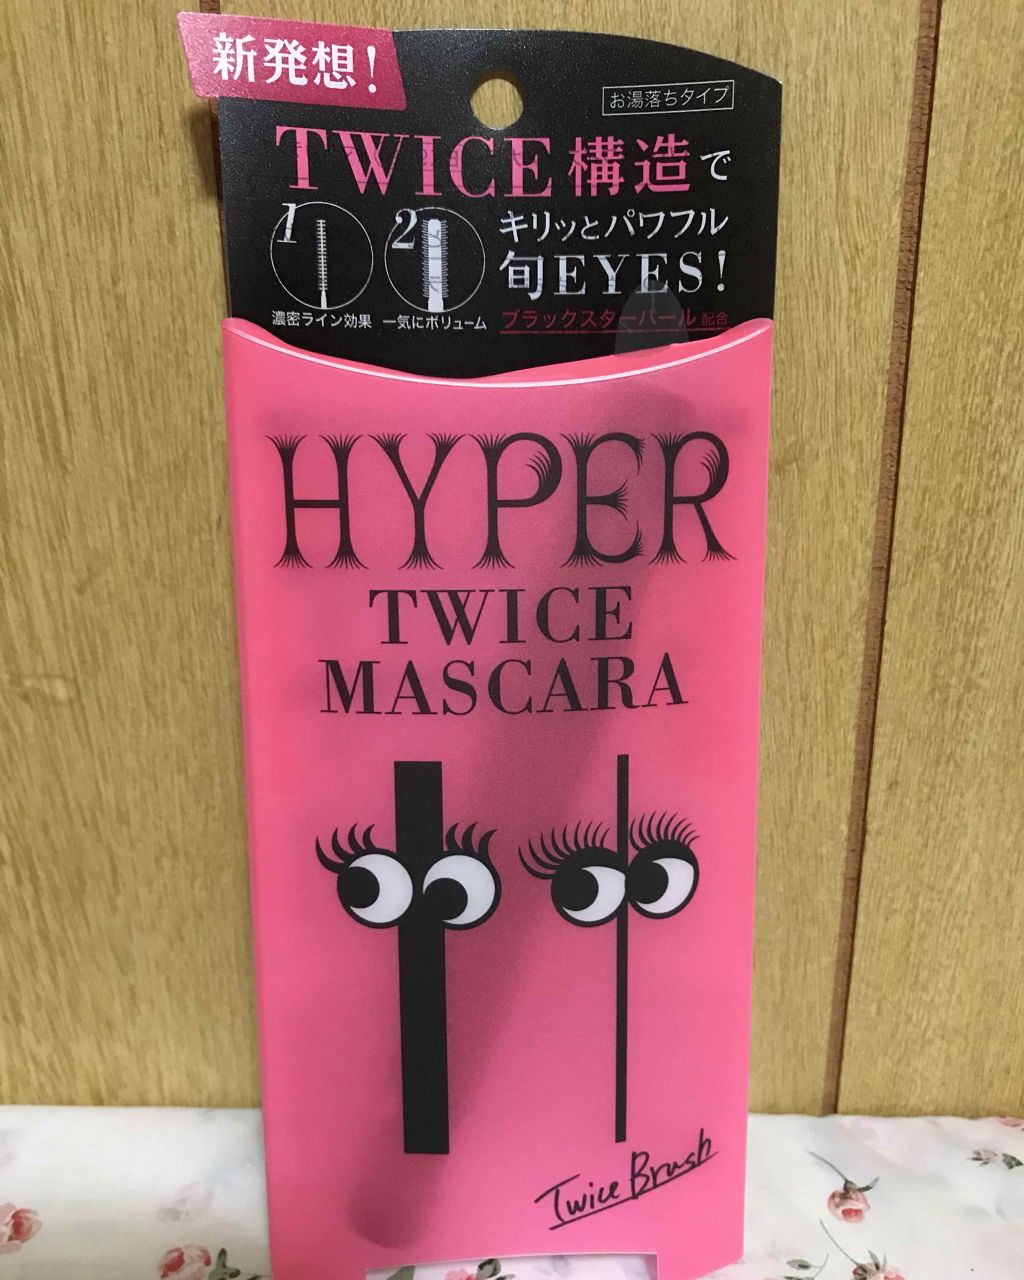 新発想!
お湯落ちタイプ
TWICE構造で
1 2
キリッとパワフル
旬EYES!
濃密ライン効果 一気にボリューム
ブラックスターパール配合
HYPER
TWICE
MASCARA
Twice Brush